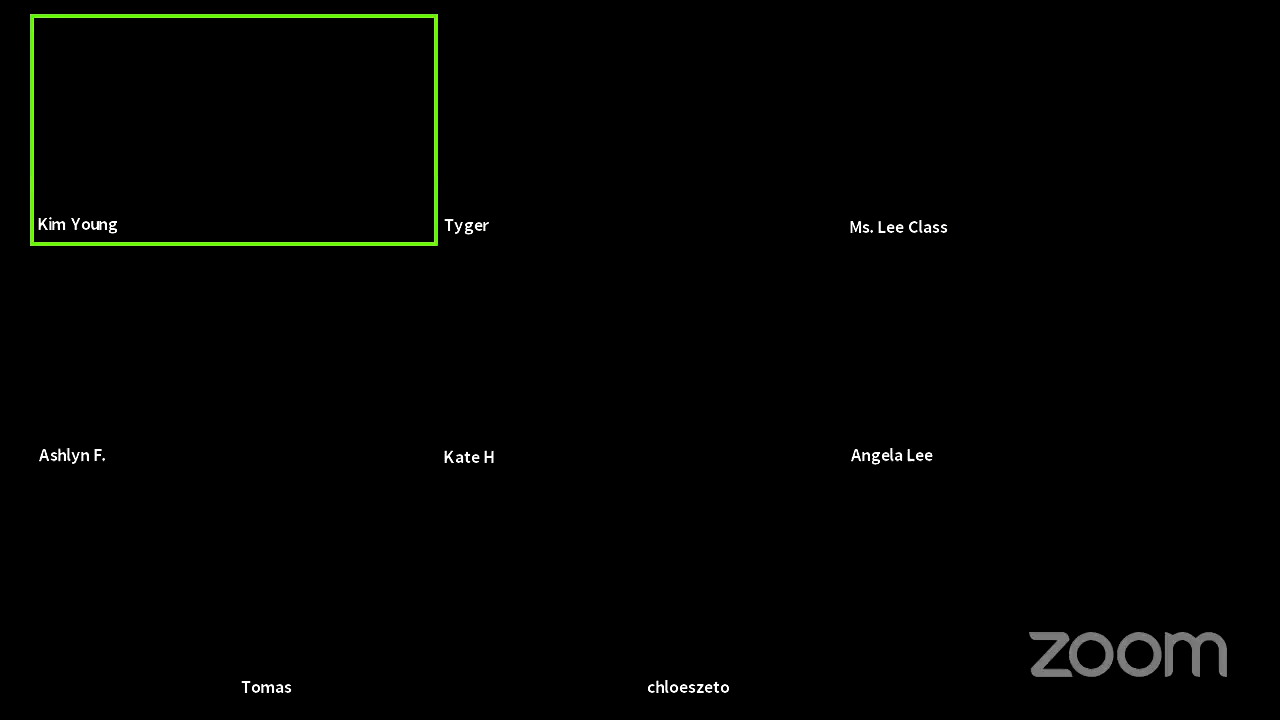 Kim Young
Tyger
Ms. Lee Class
Ashlyn F.
Kate H
Angela Lee
Tomas
chloeszeto
zoom